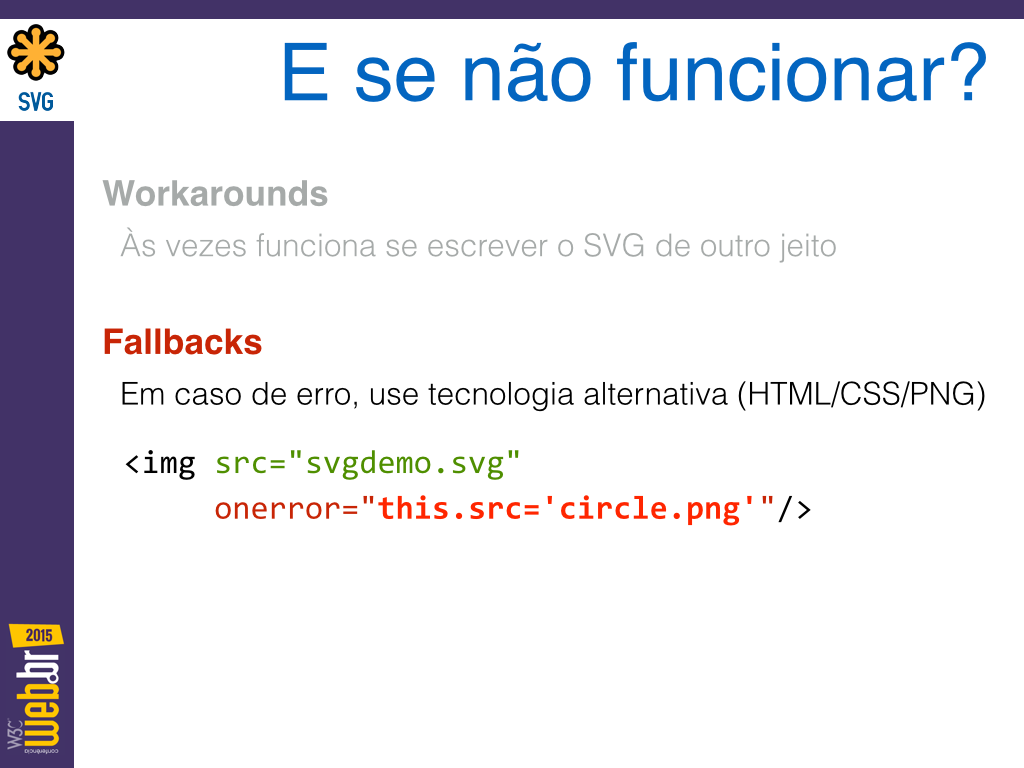 SVG
E se não funcionar?
Workarounds
Às vezes funciona se escrever o SVG de outro jeito
Fallbacks
Em caso de erro, use tecnologia alternativa (HTML/CSS/PNG)
<img src="svgdemo.svg"
onerror="this.src='circle.png'"/>
2015
web.br
W3C
conferência